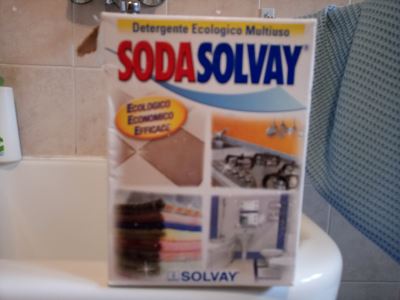 Detergente Ecologico Multiuso
SODASOLVAY®
ECOLOGICO
ECONOMICO
EFFICACE
SOLVAY